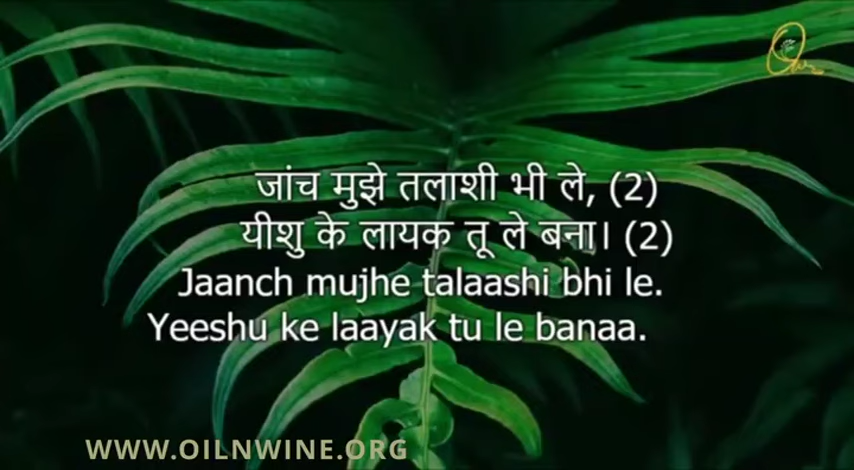 जांच मुझे तलाशी भी ले, (2)
यीशु के लायक तू ले बना। (2)
Jaanch mujhe talaashi bhi le.
Yeeshu ke laayak tu le banaa.
WWW.OILNWINE.ORG